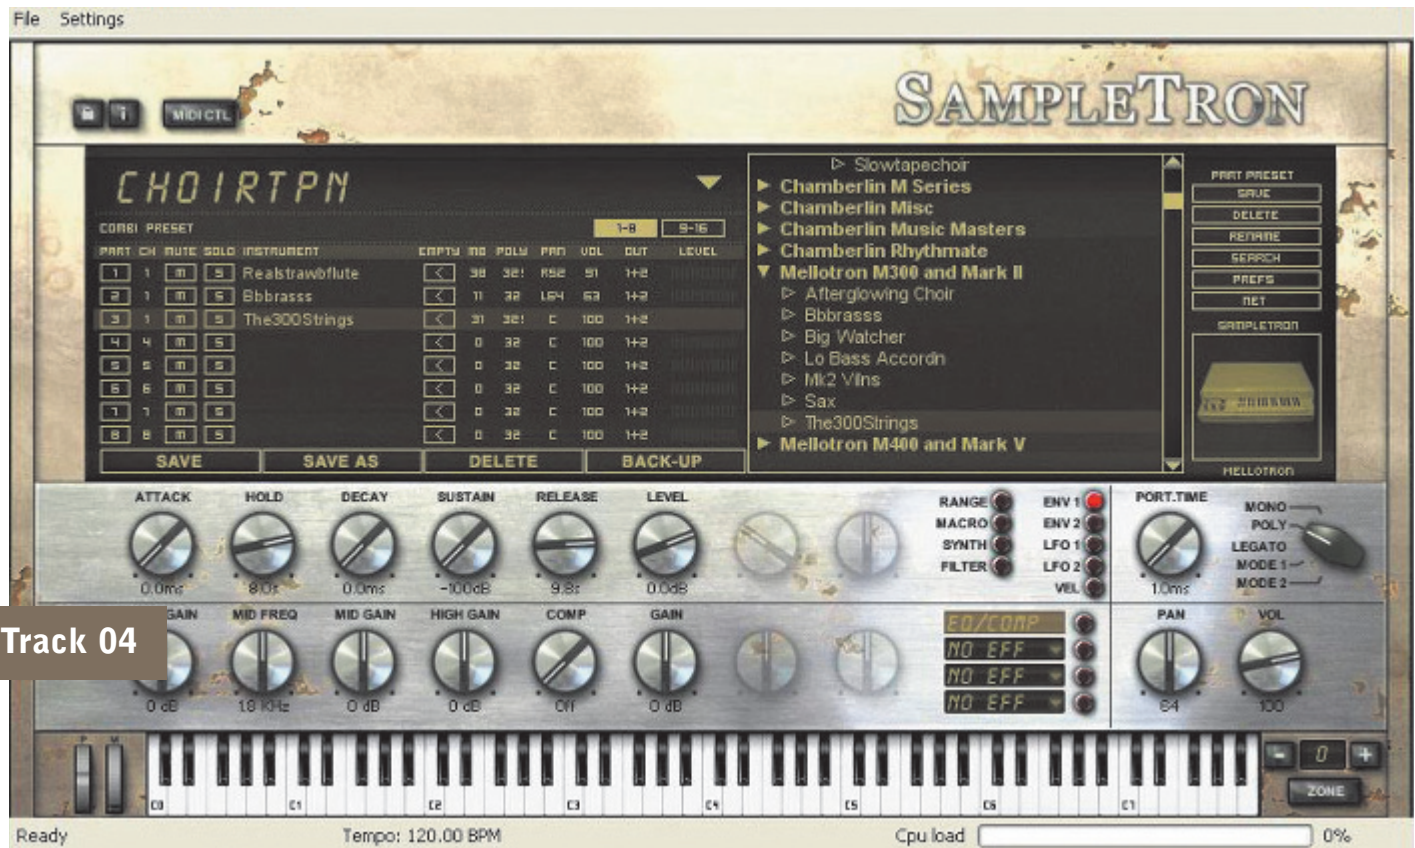 File Settings
SAMPLETRON
MIDI CTL
CHOIRTPN
COMBI PRESET
1-8 9-16
PART CH MUTE SOLO INSTRUMENT EMPTY MB POLY PAN VOL OUT LEVEL
1 1 m S Realstrawbflute < 38 32! R52 91 1+2
2 1 m S Bbbrasss < 11 32 L64 63 1+2
3 1 m S The300Strings < 31 32! C 100 1+2
4 4 m S < 0 32 C 100 1+2
5 5 m S < 0 32 C 100 1+2
6 6 m S < 0 32 C 100 1+2
7 7 m S < 0 32 C 100 1+2
8 8 m S < 0 32 C 100 1+2
SAVE SAVE AS DELETE BACK-UP
Slowtapechoir
Chamberlin M Series
Chamberlin Misc
Chamberlin Music Masters
Chamberlin Rhythmate
Mellotron M300 and Mark II
Afterglowing Choir
Bbbrasss
Big Watcher
Lo Bass Accordn
Mk2 Vlns
Sax
The300Strings
Mellotron M400 and Mark V
PART PRESET
SAVE
DELETE
RENAME
SEARCH
PREFS
NET
SAMPLETRON
MELLOTRON
ATTACK HOLD DECAY SUSTAIN RELEASE LEVEL
0.0ms 8.0s 0.0ms -100dB 9.8s 0.0dB
RANGE ENV 1
MACRO ENV 2
SYNTH LFO 1
FILTER LFO 2
VEL
PORT.TIME
1.0ms
MONO
POLY
LEGATO
MODE 1
MODE 2
Track 04
GAIN MID FREQ MID GAIN HIGH GAIN COMP GAIN
0 dB 1.8 KHz 0 dB 0 dB Off 0 dB
EQ/COMP
NO EFF
NO EFF
NO EFF
PAN VOL
64 100
P M
C0 C1 C2 C3 C4 C5 C6 C7
- 0 +
ZONE
Ready Tempo: 120.00 BPM Cpu load 0%